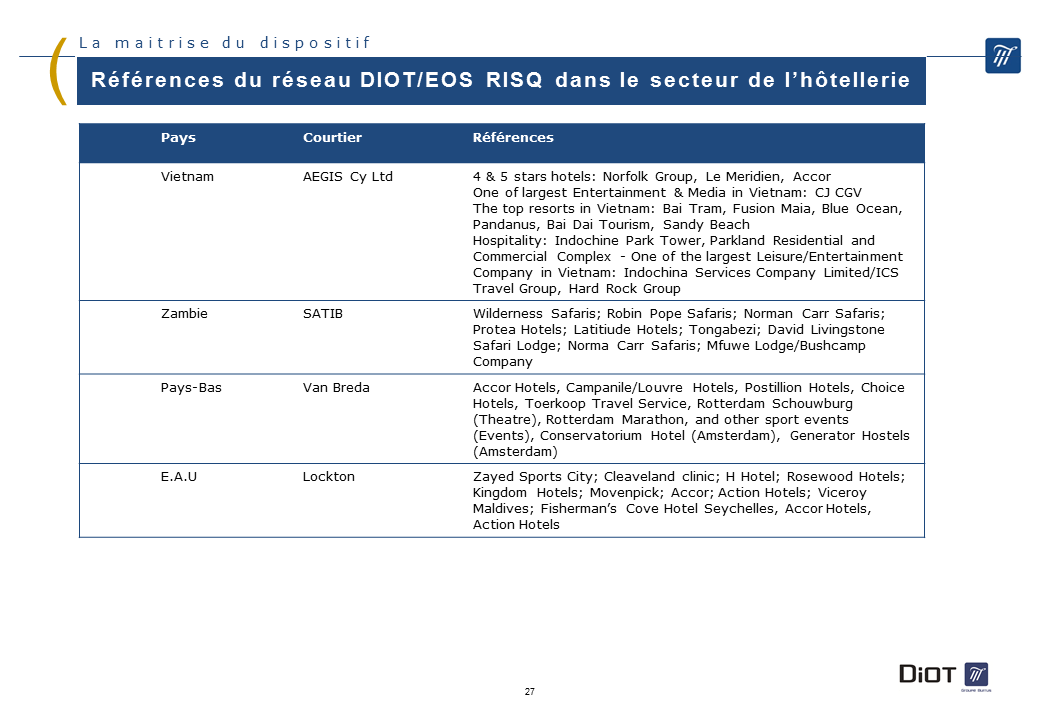 La maitrise du dispositif
Références du réseau DIOT/EOS RISQ dans le secteur de l’hôtellerie
Pays Courtier Références
Vietnam AEGIS Cy Ltd 4 & 5 stars hotels: Norfolk Group, Le Meridien, Accor
One of largest Entertainment & Media in Vietnam: CJ CGV
The top resorts in Vietnam: Bai Tram, Fusion Maia, Blue Ocean,
Pandanus, Bai Dai Tourism, Sandy Beach
Hospitality: Indochine Park Tower, Parkland Residential and
Commercial Complex - One of the largest Leisure/Entertainment
Company in Vietnam: Indochina Services Company Limited/ICS
Travel Group, Hard Rock Group
Zambie SATIB Wilderness Safaris; Robin Pope Safaris; Norman Carr Safaris;
Protea Hotels; Latitiude Hotels; Tongabezi; David Livingstone
Safari Lodge; Norma Carr Safaris; Mfuwe Lodge/Bushcamp
Company
Pays-Bas Van Breda Accor Hotels, Campanile/Louvre Hotels, Postillion Hotels, Choice
Hotels, Toerkoop Travel Service, Rotterdam Schouwburg
(Theatre), Rotterdam Marathon, and other sport events
(Events), Conservatorium Hotel (Amsterdam), Generator Hostels
(Amsterdam)
E.A.U Lockton Zayed Sports City; Cleaveland clinic; H Hotel; Rosewood Hotels;
Kingdom Hotels; Movenpick; Accor; Action Hotels; Viceroy
Maldives; Fisherman’s Cove Hotel Seychelles, Accor Hotels,
Action Hotels
DiOT
Groupe Burrus
27